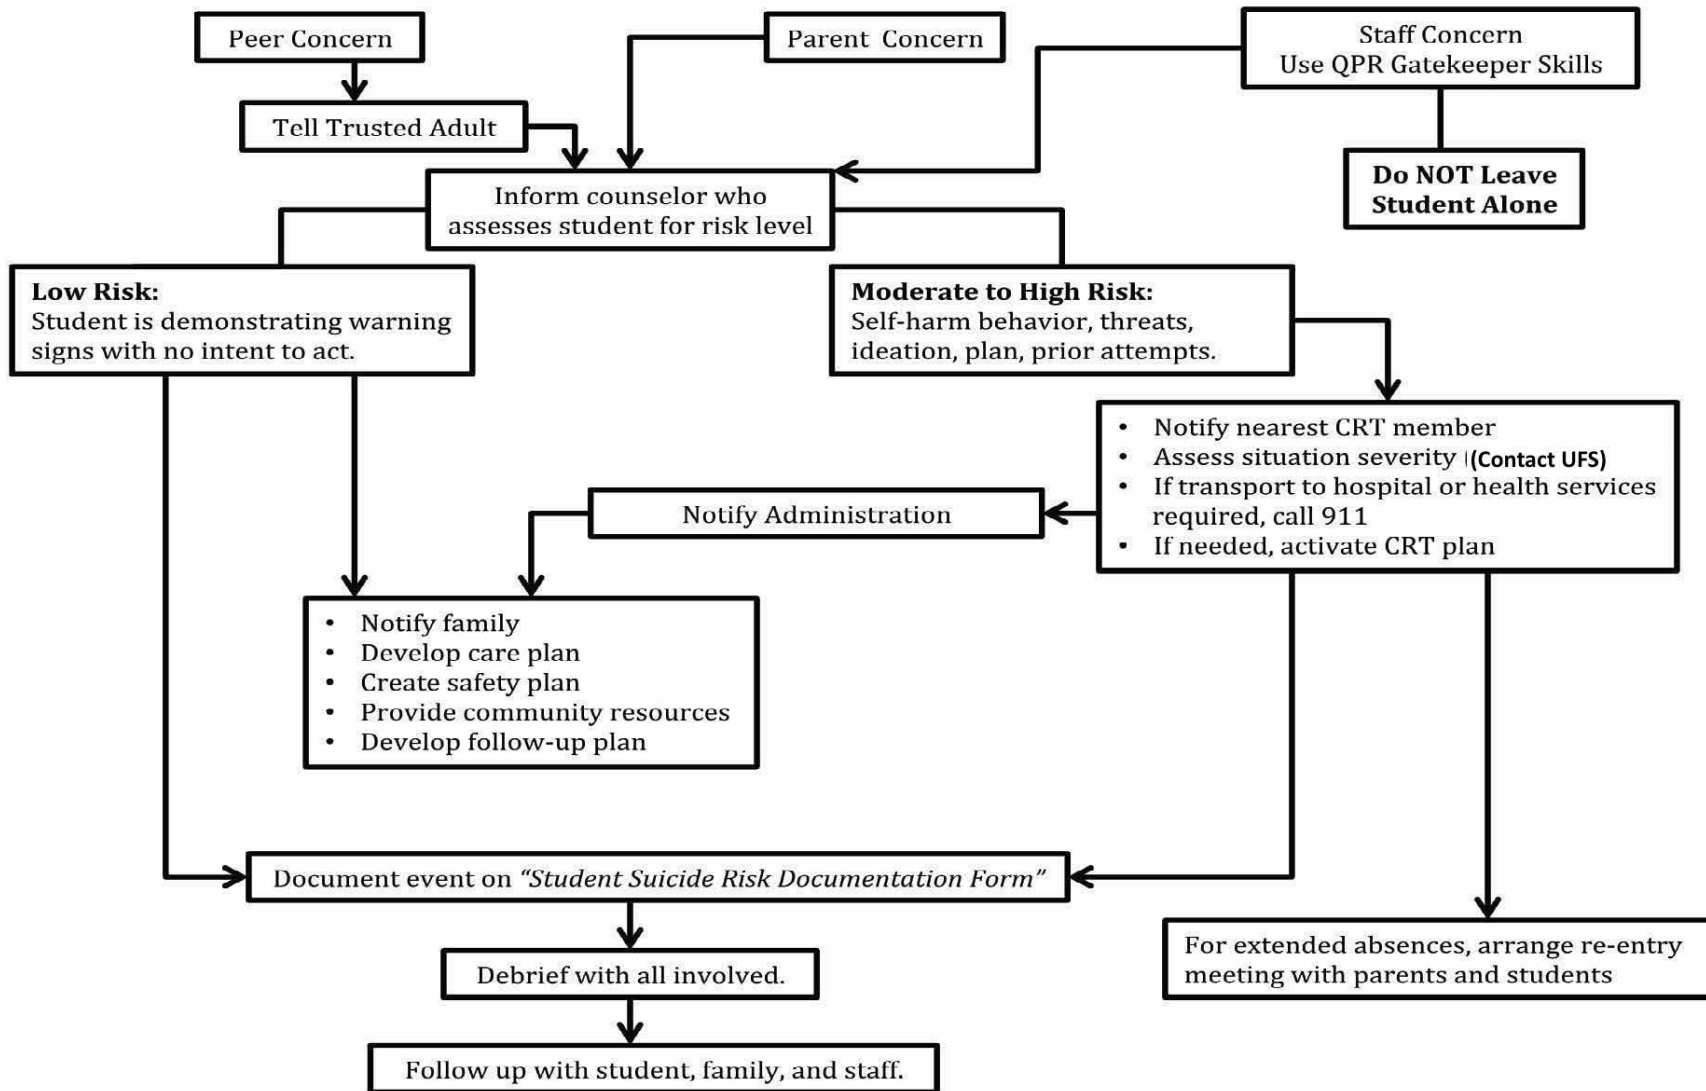 Peer Concern
Parent Concern
Staff Concern
Use QPR Gatekeeper Skills
Tell Trusted Adult
Do NOT Leave
Student Alone
Inform counselor who
assesses student for risk level
Low Risk:
Student is demonstrating warning
signs with no intent to act.
Moderate to High Risk:
Self-harm behavior, threats,
ideation, plan, prior attempts.
• Notify nearest CRT member
• Assess situation severity (Contact UFS)
• If transport to hospital or health services
required, call 911
• If needed, activate CRT plan
Notify Administration
• Notify family
• Develop care plan
• Create safety plan
• Provide community resources
• Develop follow-up plan
Document event on “Student Suicide Risk Documentation Form”
For extended absences, arrange re-entry
meeting with parents and students
Debrief with all involved.
Follow up with student, family, and staff.